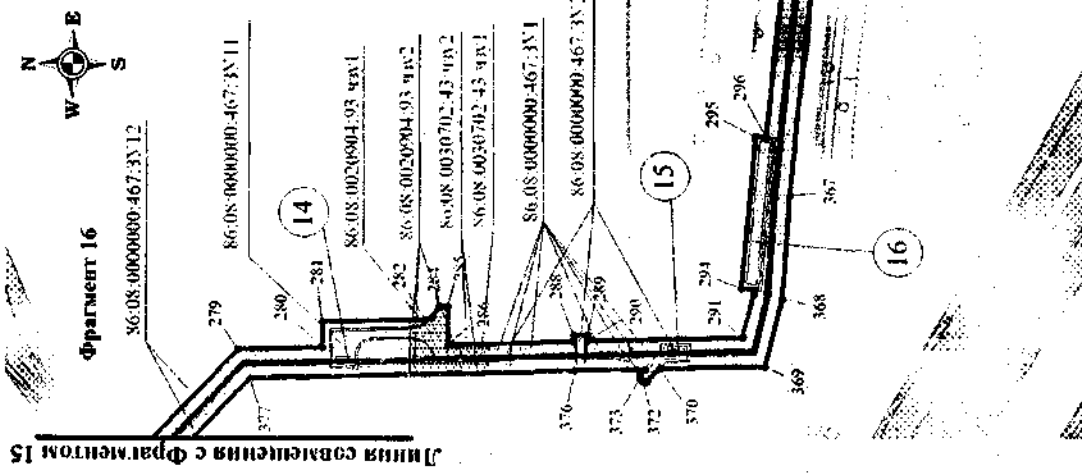 N
W E
S
Фрагмент 16
86:08:0000000:467:ЗУ12
86:08:0000000:467:ЗУ11
86:08:0020904:93/чзу1
86:08:0020904:93/чзу2
86:08:0030702:43/чзу2
86:08:0030702:43/чзу1
86:08:0000000:467:ЗУ1
86:08:0000000:467:ЗУ2
Линия совмещения с Фрагментом 15
279
280
281
282
284
285
286
288
289
290
291
294
295
296
367
368
369
370
372
373
376
377
14
15
16